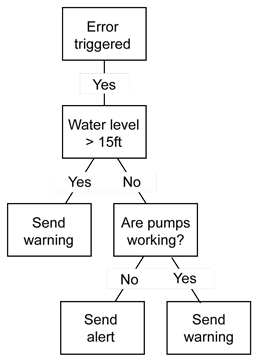 Error
triggered
Yes
Water level
> 15ft
Yes No
Send
warning
Are pumps
working?
No Yes
Send
alert
Send
warning